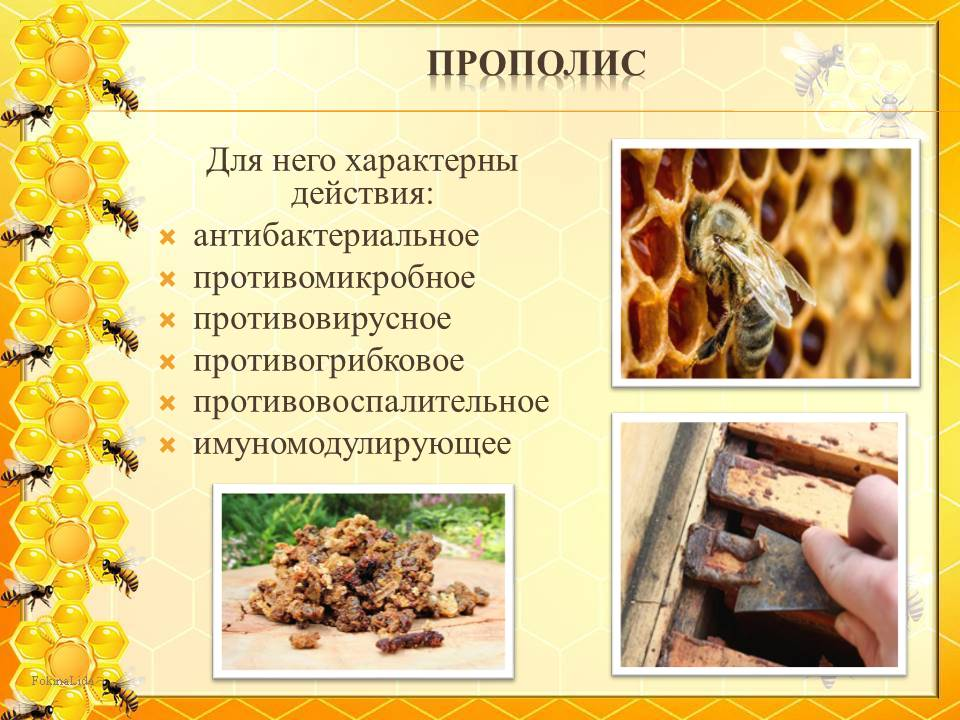 ПРОПОЛИС
Для него характерны
действия:
антибактериальное
противомикробное
противовирусное
противогрибковое
противовоспалительное
имуномодулирующее
FokinaLida